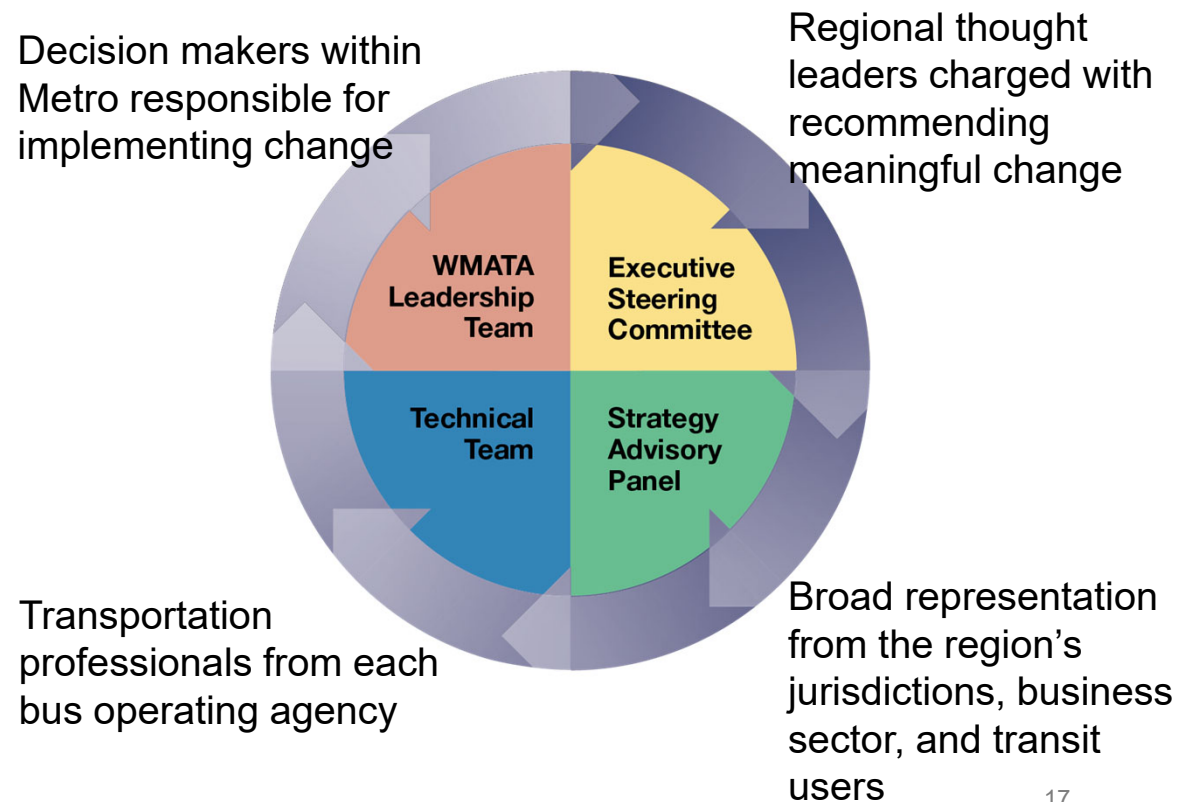 Decision makers within
Metro responsible for
implementing change
Regional thought
leaders charged with
recommending
meaningful change
WMATA
Leadership
Team
Executive
Steering
Committee
Technical
Team
Strategy
Advisory
Panel
Transportation
professionals from each
bus operating agency
Broad representation
from the region’s
jurisdictions, business
sector, and transit
users
17